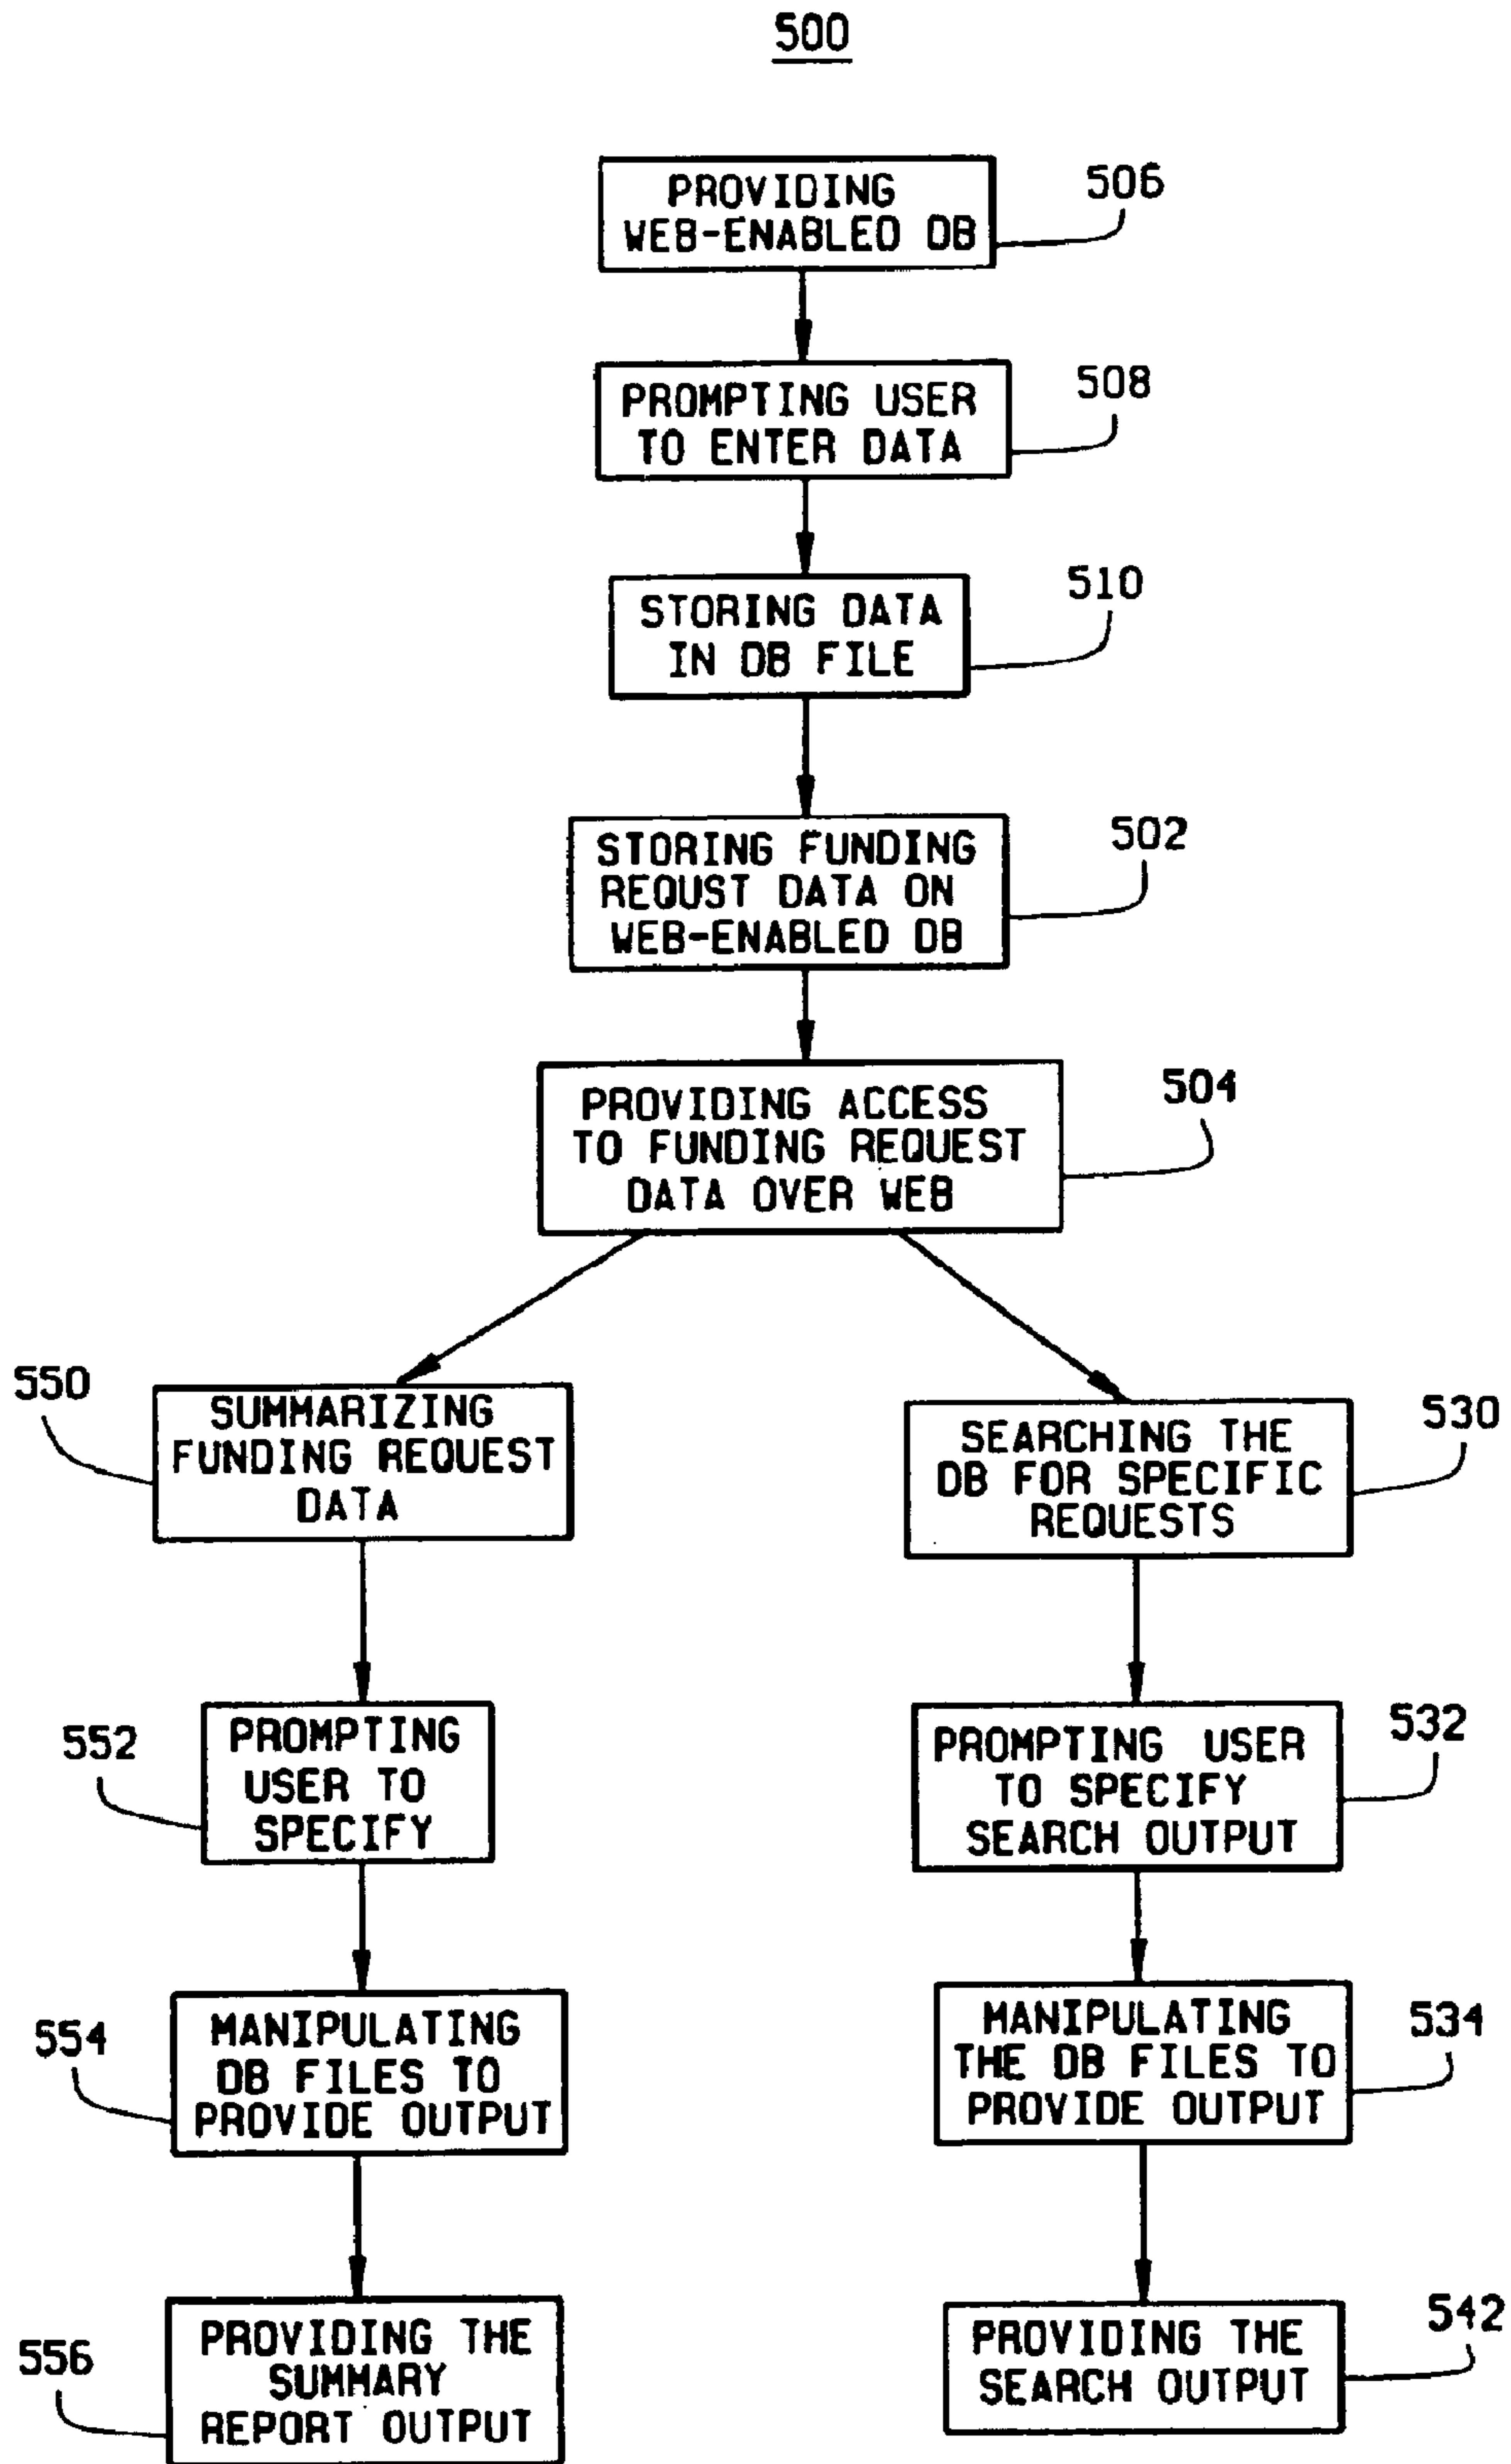 500
PROVIDING
WEB-ENABLED DB
506
PROMPTING USER
TO ENTER DATA
508
STORING DATA
IN DB FILE
510
STORING FUNDING
REQUST DATA ON
WEB-ENABLED DB
502
PROVIDING ACCESS
TO FUNDING REQUEST
DATA OVER WEB
504
550
SUMMARIZING
FUNDING REQUEST
DATA
SEARCHING THE
DB FOR SPECIFIC
REQUESTS
530
552
PROMPTING
USER TO
SPECIFY
PROMPTING USER
TO SPECIFY
SEARCH OUTPUT
532
554
MANIPULATING
DB FILES TO
PROVIDE OUTPUT
MANIPULATING
THE DB FILES TO
PROVIDE OUTPUT
534
556
PROVIDING THE
SUMMARY
REPORT OUTPUT
PROVIDING THE
SEARCH OUTPUT
542